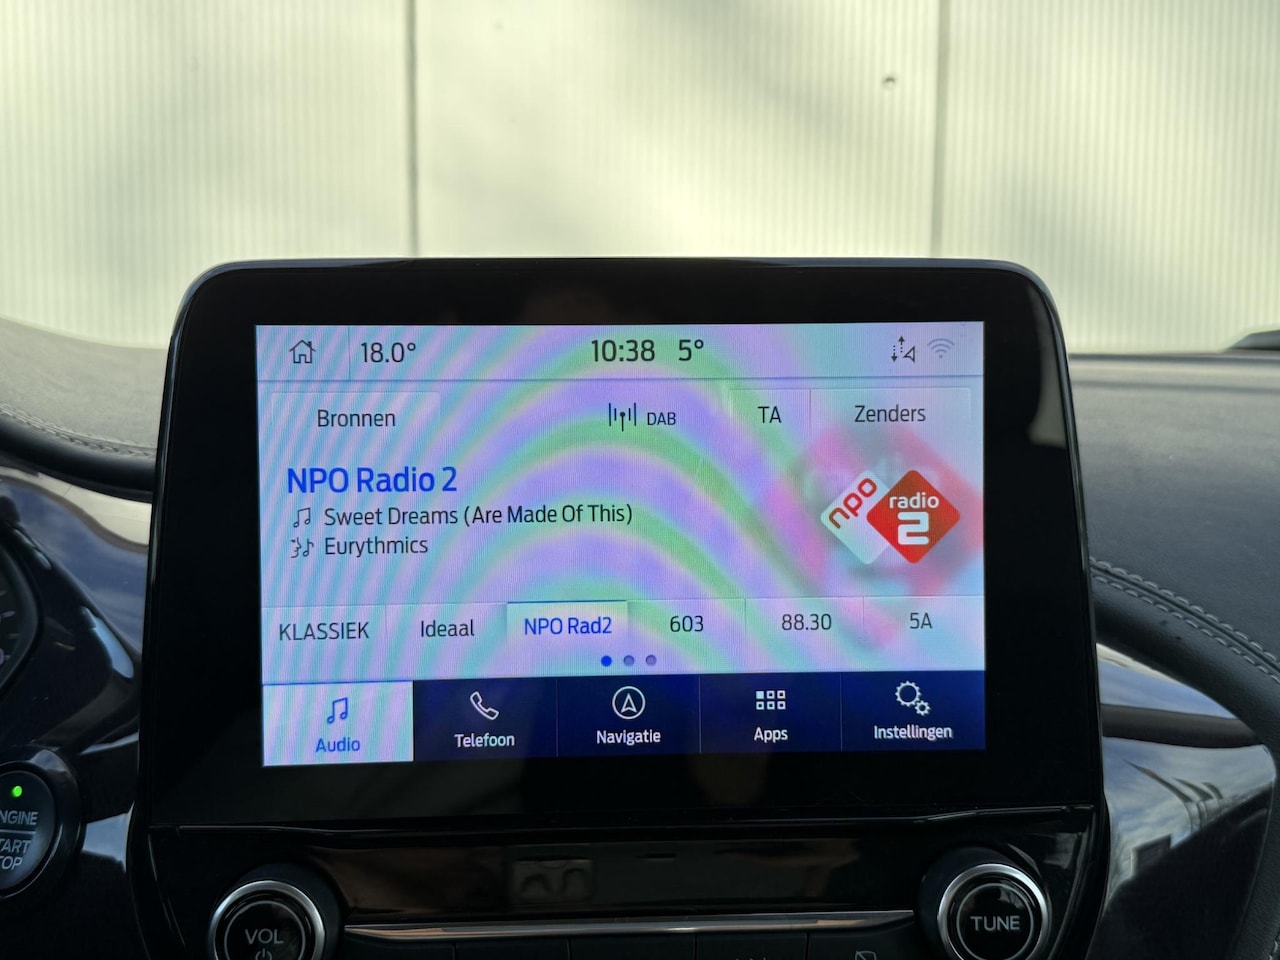 18.0° 10:38 5°
Bronnen DAB TA Zenders
NPO Radio 2
Sweet Dreams (Are Made Of This)
Eurythmics
npo radio 2
KLASSIEK Ideaal NPO Rad2 603 88.30 5A
Audio Telefoon Navigatie Apps Instellingen
NGINE
TART
TOP
VOL
TUNE